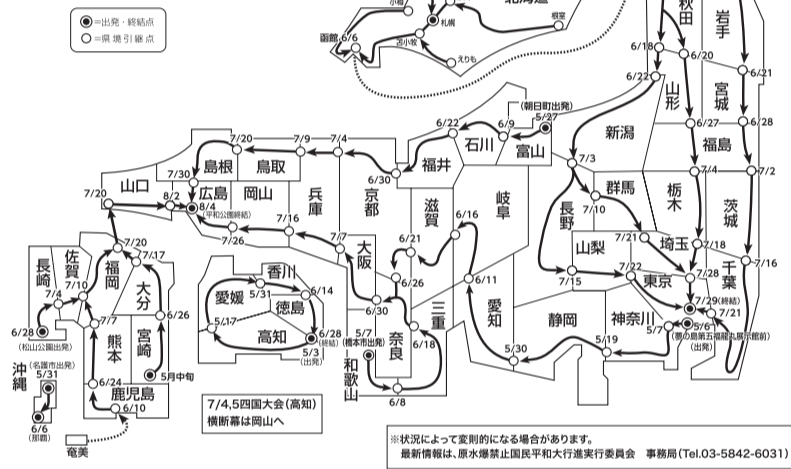 ◉=出発・終結点
○=県境引継点
小樽
札幌
北海道
根室
函館 6/6
苫小牧
えりも
秋田
岩手
6/18
6/20
6/21
6/22
山形
宮城
6/27
6/28
福島
新潟
7/4
7/2
(朝日町出発)
5/27
6/9
富山
6/22
石川
福井
6/30
7/3
群馬
7/10
栃木
茨城
長野
7/21
埼玉
7/18
7/16
千葉
山梨
7/15
7/22
東京
7/28
7/29(終結)
7/21
5/6
(夢の島第五福龍丸展示館前)
(出発)
神奈川
5/7
5/19
静岡
5/30
愛知
岐阜
6/11
6/16
滋賀
三重
6/21
6/26
6/18
奈良
6/8
和歌山
5/7
(橋本市出発)
6/30
大阪
7/7
京都
兵庫
7/4
7/9
7/20
鳥取
島根
7/30
広島
岡山
7/16
7/26
8/2
8/4
(平和公園終結)
山口
7/20
7/20
7/17
福岡
佐賀
長崎
7/4
7/10
6/28
(松山公園出発)
大分
7/7
6/26
熊本
宮崎
5月中旬
6/24
鹿児島
6/10
奄美
沖縄
(名護市出発)
5/31
6/6
(那覇)
香川
愛媛
5/31
6/14
徳島
5/17
高知
6/28
(終結)
5/3
(出発)
7/4,5四国大会(高知)
横断幕は岡山へ
※状況によって変則的になる場合があります。
最新情報は、原水爆禁止国民平和大行進実行委員会 事務局(Tel.03-5842-6031)